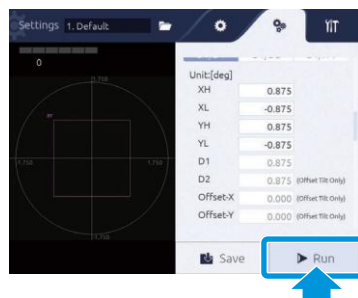 Settings 1. Default
0
1.750
Unit:[deg]
XH 0.875
XL -0.875
YH 0.875
YL -0.875
D1 0.875
D2 0.875 (Offset Tilt Only)
Offset-X 0.000 (Offset Tilt Only)
Offset-Y 0.000 (Offset Tilt Only)
-1.750 1.750
-1.750
Save Run